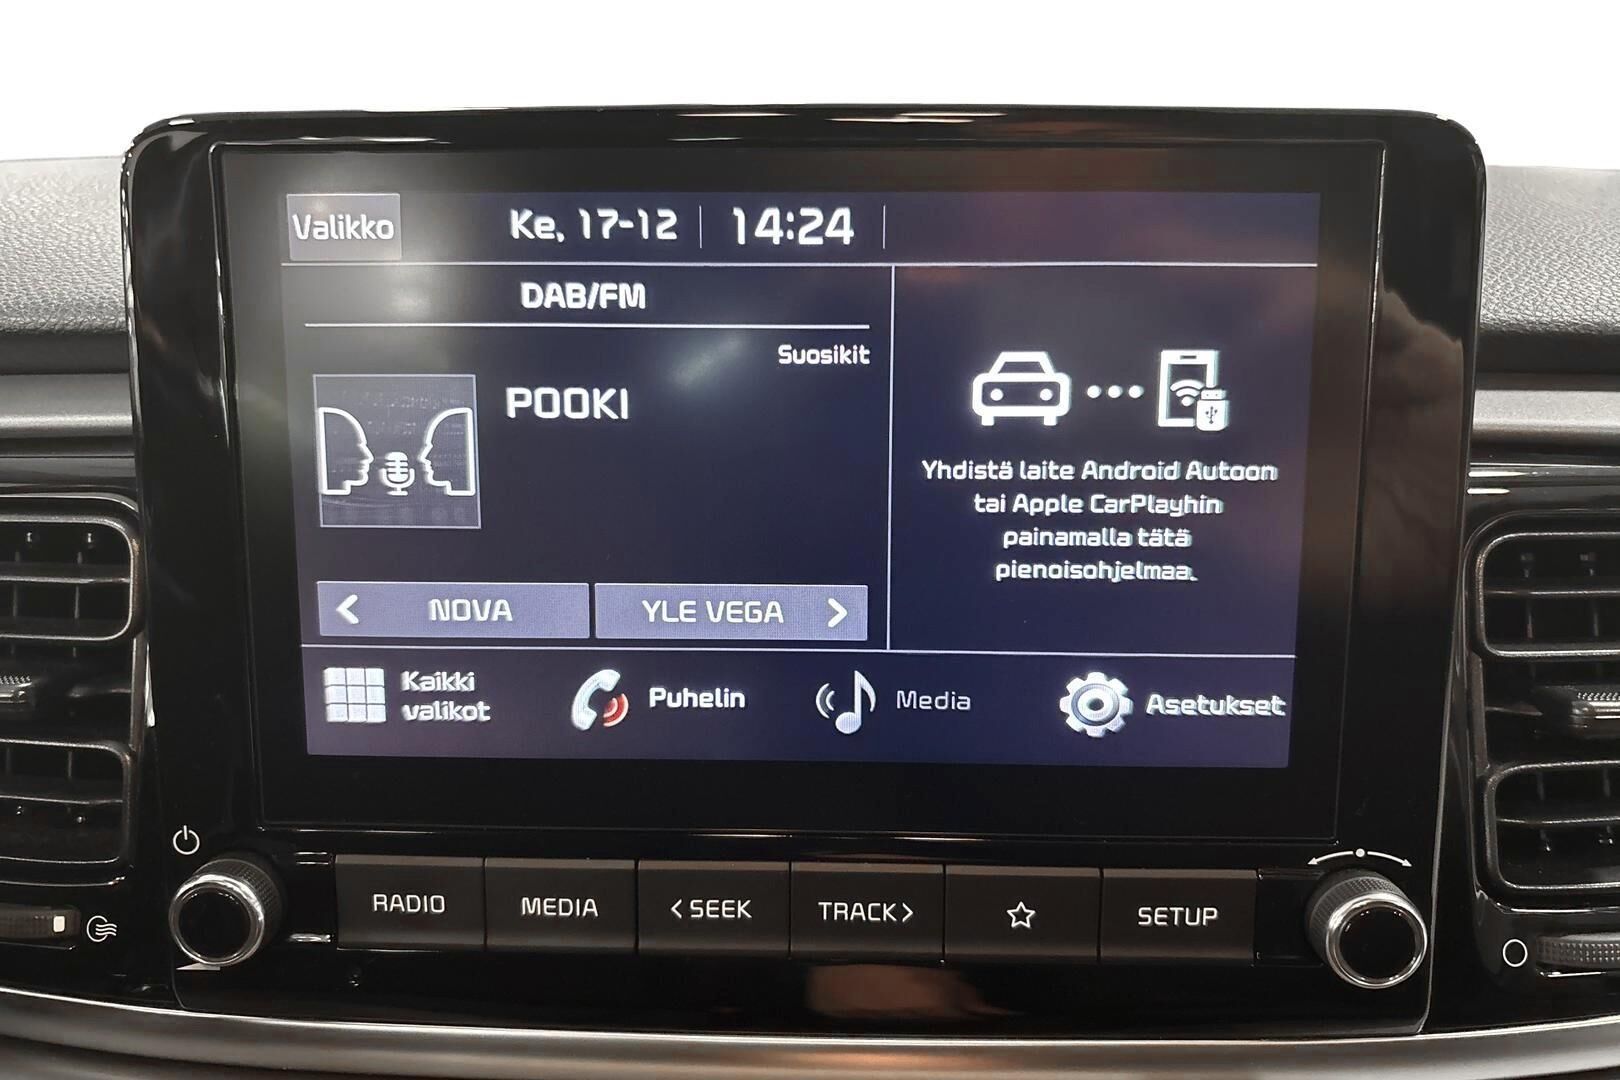 Valikko
Ke, 17-12
14:24
DAB/FM
Suosikit
POOKI
NOVA
YLE VEGA
Yhdistä laite Android Autoon
tai Apple CarPlayhin
painamalla tätä
pienoisohjelmaa.
Kaikki
valikot
Puhelin
Media
Asetukset
RADIO
MEDIA
<SEEK
TRACK>
SETUP